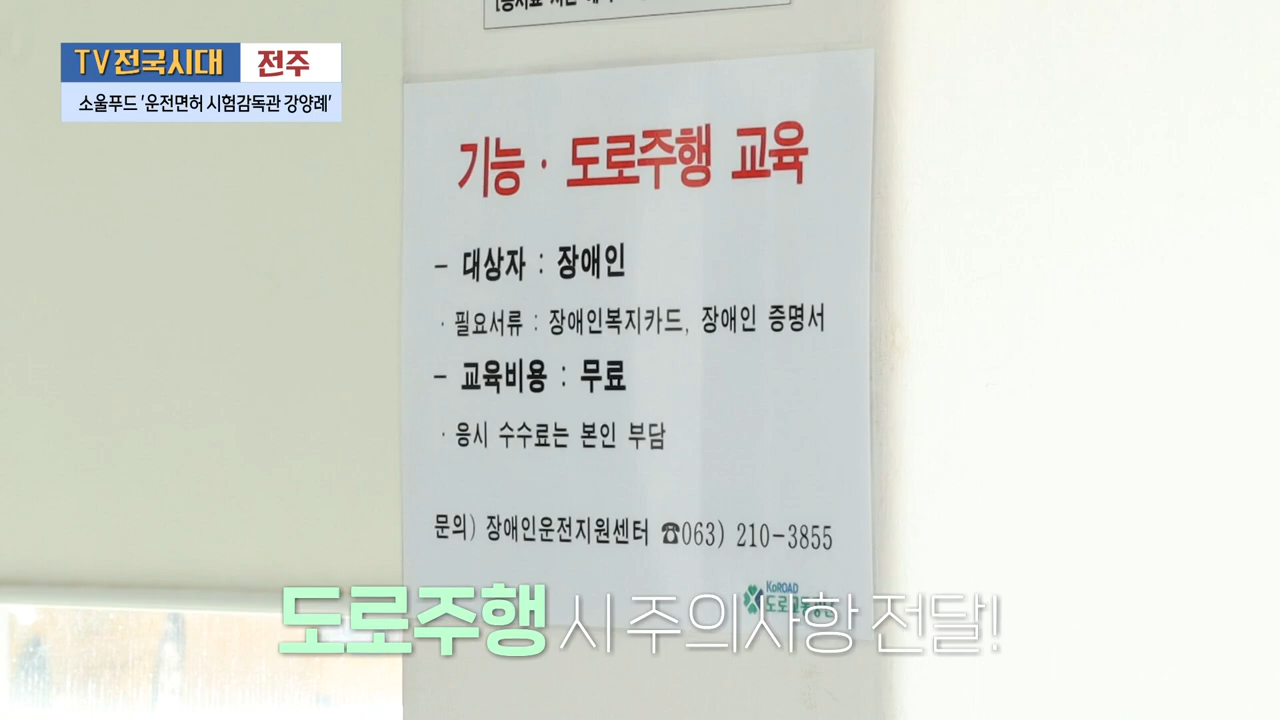 TV전국시대 전주
소울푸드 '운전면허 시험감독관 강양례'
기능 · 도로주행 교육
- 대상자 : 장애인
· 필요서류 : 장애인복지카드, 장애인 증명서
- 교육비용 : 무료
· 응시 수수료는 본인 부담
문의) 장애인운전지원센터 ☎063) 210-3855
KoROAD
도로주행 시 주의사항 전달!